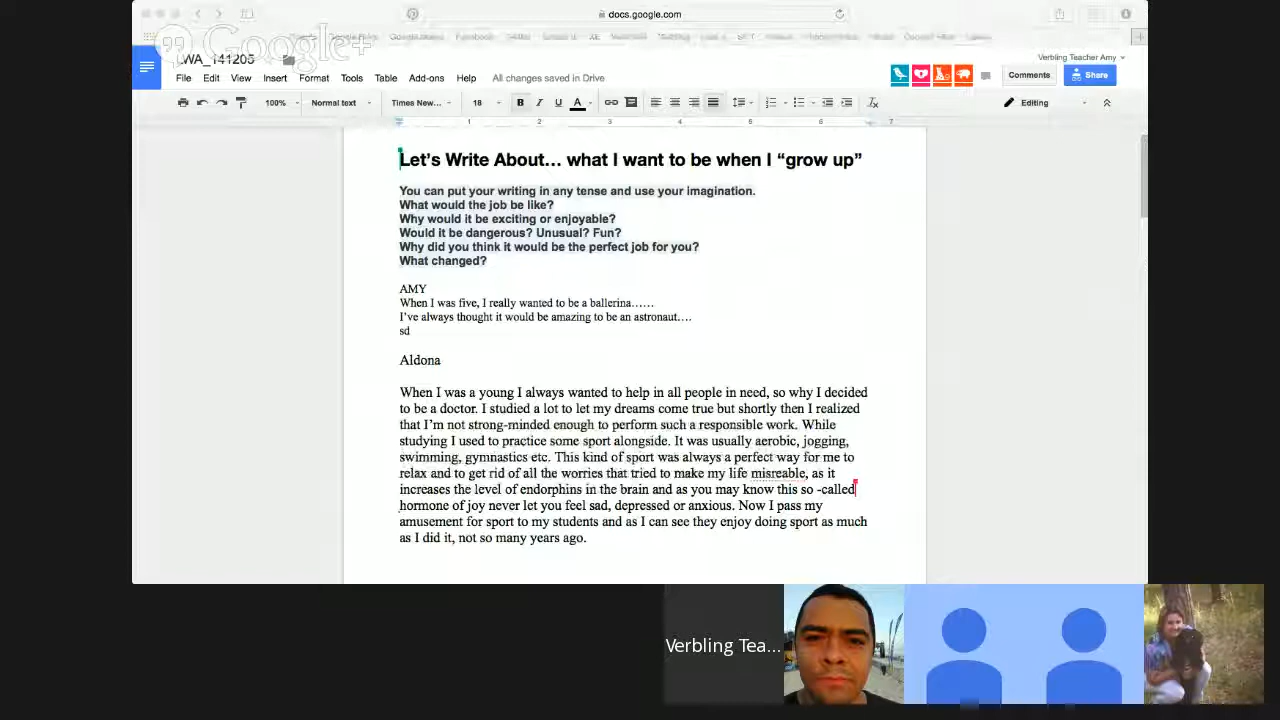 docs.google.com
Google+
WA_141205
Verbling Teacher Amy
File Edit View Insert Format Tools Table Add-ons Help All changes saved in Drive
Comments Share
100% Normal text Times New... 18 B I U A Editing
1 2 3 4 5 6 7
Let's Write About… what I want to be when I “grow up”
You can put your writing in any tense and use your imagination.
What would the job be like?
Why would it be exciting or enjoyable?
Would it be dangerous? Unusual? Fun?
Why did you think it would be the perfect job for you?
What changed?
AMY
When I was five, I really wanted to be a ballerina……
I've always thought it would be amazing to be an astronaut….
sd
Aldona
When I was a young I always wanted to help in all people in need, so why I decided
to be a doctor. I studied a lot to let my dreams come true but shortly then I realized
that I'm not strong-minded enough to perform such a responsible work. While
studying I used to practice some sport alongside. It was usually aerobic, jogging,
swimming, gymnastics etc. This kind of sport was always a perfect way for me to
relax and to get rid of all the worries that tried to make my life misreable, as it
increases the level of endorphins in the brain and as you may know this so -called
hormone of joy never let you feel sad, depressed or anxious. Now I pass my
amusement for sport to my students and as I can see they enjoy doing sport as much
as I did it, not so many years ago.
Verbling Tea...